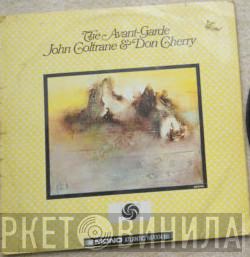 The Avant-Garde
John Coltrane & Don Cherry
MONO
РКЕТ ВИНИЛА